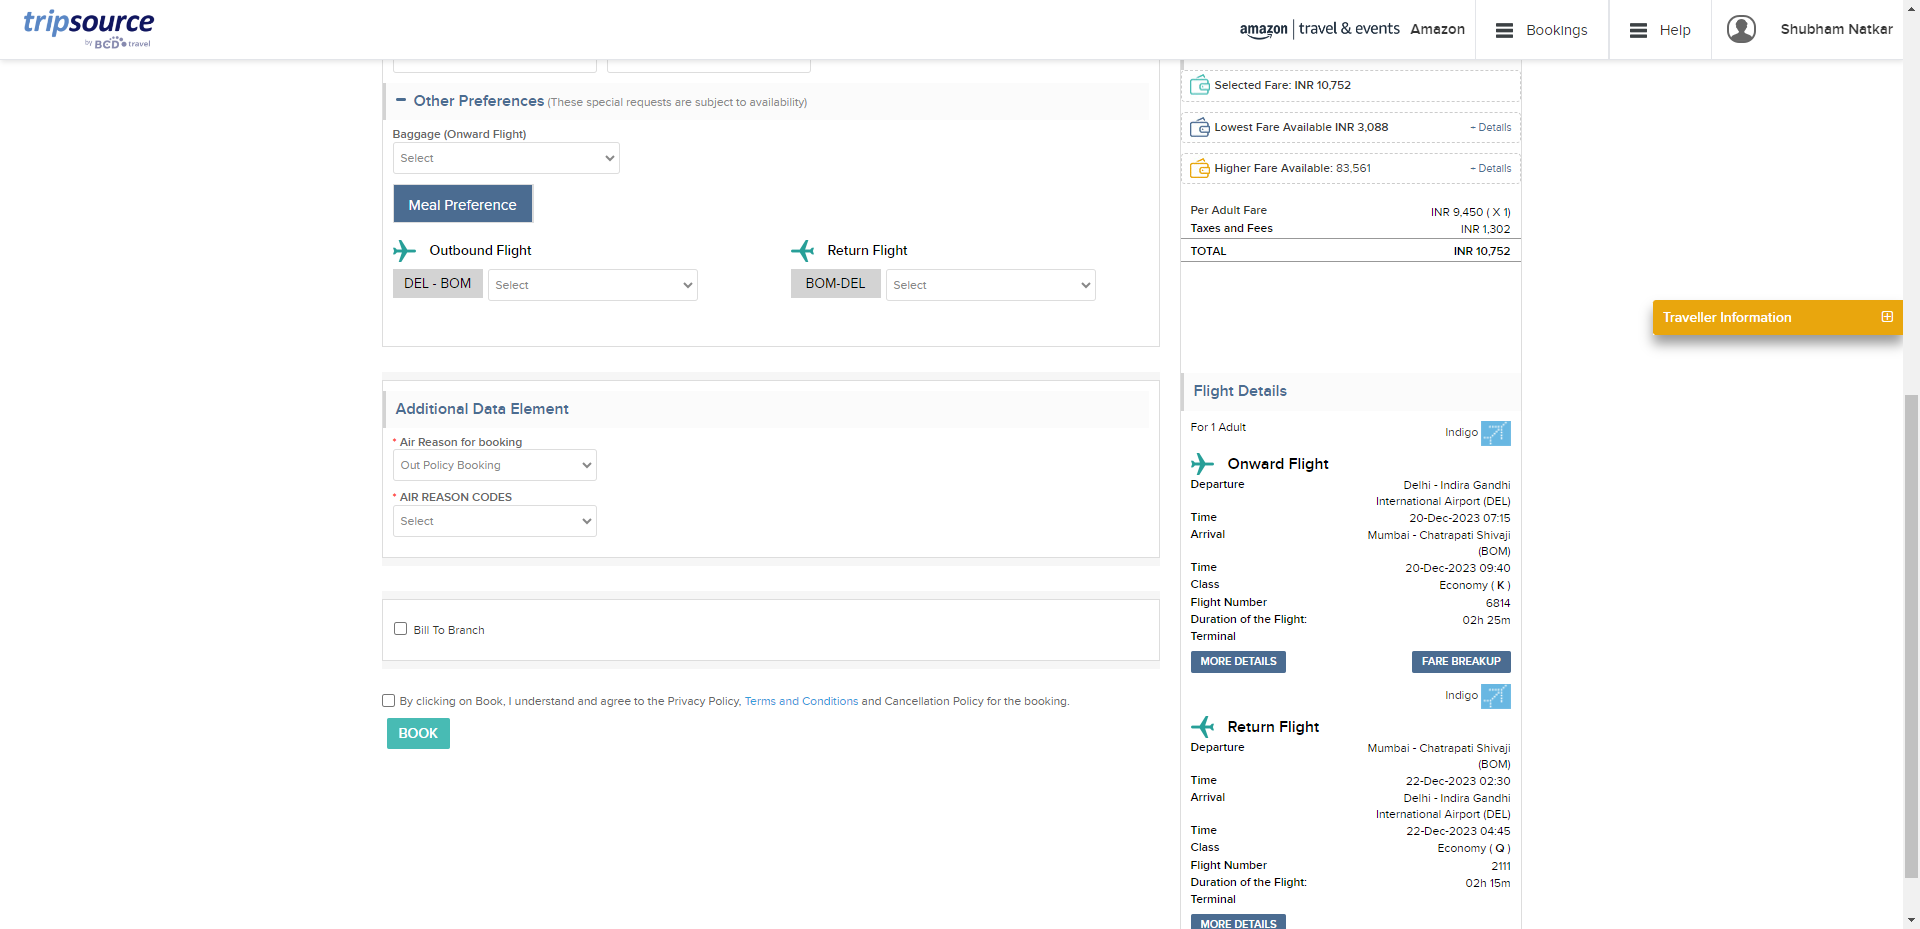 tripsource
by BCD travel
amazon | travel & events Amazon
Bookings
Help
Shubham Natkar
Other Preferences (These special requests are subject to availability)
Baggage (Onward Flight)
Select
Meal Preference
Outbound Flight
Return Flight
DEL - BOM
Select
BOM-DEL
Select
Additional Data Element
* Air Reason for booking
Out Policy Booking
* AIR REASON CODES
Select
Bill To Branch
By clicking on Book, I understand and agree to the Privacy Policy, Terms and Conditions and Cancellation Policy for the booking.
BOOK
Selected Fare: INR 10,752
Lowest Fare Available INR 3,088 + Details
Higher Fare Available: 83,561 + Details
Per Adult Fare INR 9,450 ( X 1)
Taxes and Fees INR 1,302
TOTAL INR 10,752
Traveller Information
Flight Details
For 1 Adult
Indigo
Onward Flight
Departure Delhi - Indira Gandhi
International Airport (DEL)
Time 20-Dec-2023 07:15
Arrival Mumbai - Chatrapati Shivaji
(BOM)
Time 20-Dec-2023 09:40
Class Economy ( K )
Flight Number 6814
Duration of the Flight: 02h 25m
Terminal
MORE DETAILS FARE BREAKUP
Indigo
Return Flight
Departure Mumbai - Chatrapati Shivaji
(BOM)
Time 22-Dec-2023 02:30
Arrival Delhi - Indira Gandhi
International Airport (DEL)
Time 22-Dec-2023 04:45
Class Economy ( Q )
Flight Number 2111
Duration of the Flight: 02h 15m
Terminal
MORE DETAILS